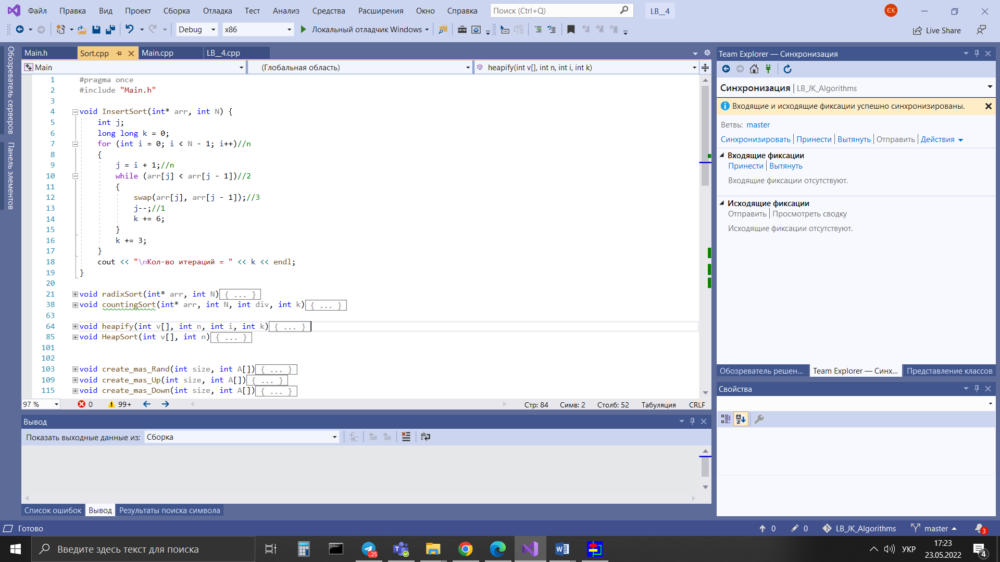 Файл Правка Вид Проект Сборка Отладка Тест Анализ Средства Расширения Окно Справка Поиск (Ctrl+Q) LB__4 ЄК
Debug x86 Локальный отладчик Windows Live Share
Обозреватель серверов
Панель элементов
Main.h Sort.cpp Main.cpp LB__4.cpp
Main (Глобальная область) heapify(int v[], int n, int i, int k)
1 #pragma once
2 #include "Main.h"
3
4 void InsertSort(int* arr, int N) {
5 int j;
6 long long k = 0;
7 for (int i = 0; i < N - 1; i++)//n
8 {
9 j = i + 1;//n
10 while (arr[j] < arr[j - 1])//2
11 {
12 swap(arr[j], arr[j - 1]);//3
13 j--;//1
14 k += 6;
15 }
16 k += 3;
17 }
18 cout << "\nКол-во итераций = " << k << endl;
19 }
20
21 void radixSort(int* arr, int N){ ... }
38 void countingSort(int* arr, int N, int div, int k){ ... }
63
64 void heapify(int v[], int n, int i, int k){ ... }
85 void HeapSort(int v[], int n){ ... }
101
102
103 void create_mas_Rand(int size, int A[]){ ... }
109 void create_mas_Up(int size, int A[]){ ... }
115 void create_mas_Down(int size, int A[]){ ... }
97 % 0 99+ Стр: 84 Симв: 2 Столб: 52 Табуляция CRLF
Вывод
Показать выходные данные из: Сборка
Список ошибок Вывод Результаты поиска символа
Team Explorer — Синхронизация
Синхронизация | LB_JK_Algorithms
Входящие и исходящие фиксации успешно синхронизированы.
Ветвь: master
Синхронизировать | Принести | Вытянуть | Отправить | Действия
Входящие фиксации
Принести | Вытянуть
Входящие фиксации отсутствуют.
Исходящие фиксации
Отправить | Просмотреть сводку
Исходящие фиксации отсутствуют.
Обозреватель решен... Team Explorer — Синх... Представление классов
Свойства
Готово 0 0 LB_JK_Algorithms master 3
Введите здесь текст для поиска ..25 УКР 17:23
23.05.2022 4